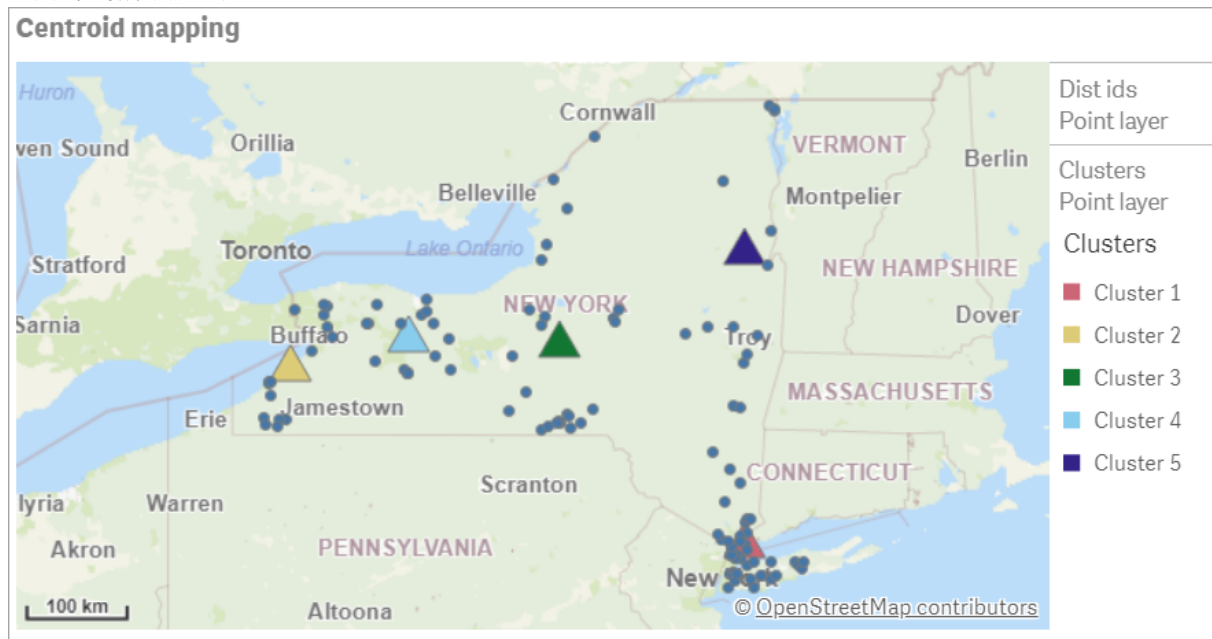 Centroid mapping
Huron
Cornwall
Dist ids
Point layer
wen Sound
Orillia
VERMONT
Berlin
Clusters
Point layer
Belleville
Montpelier
Clusters
Toronto
Lake Ontario
Stratford
NEW HAMPSHIRE
Cluster 1
NEW YORK
Sarnia
Dover
Buffalo
Troy
Cluster 2
Cluster 3
MASSACHUSETTS
Erie
Jamestown
Cluster 4
CONNECTICUT
Cluster 5
Scranton
lyria
Warren
Akron
PENNSYLVANIA
New York
100 km
Altoona
© OpenStreetMap contributors